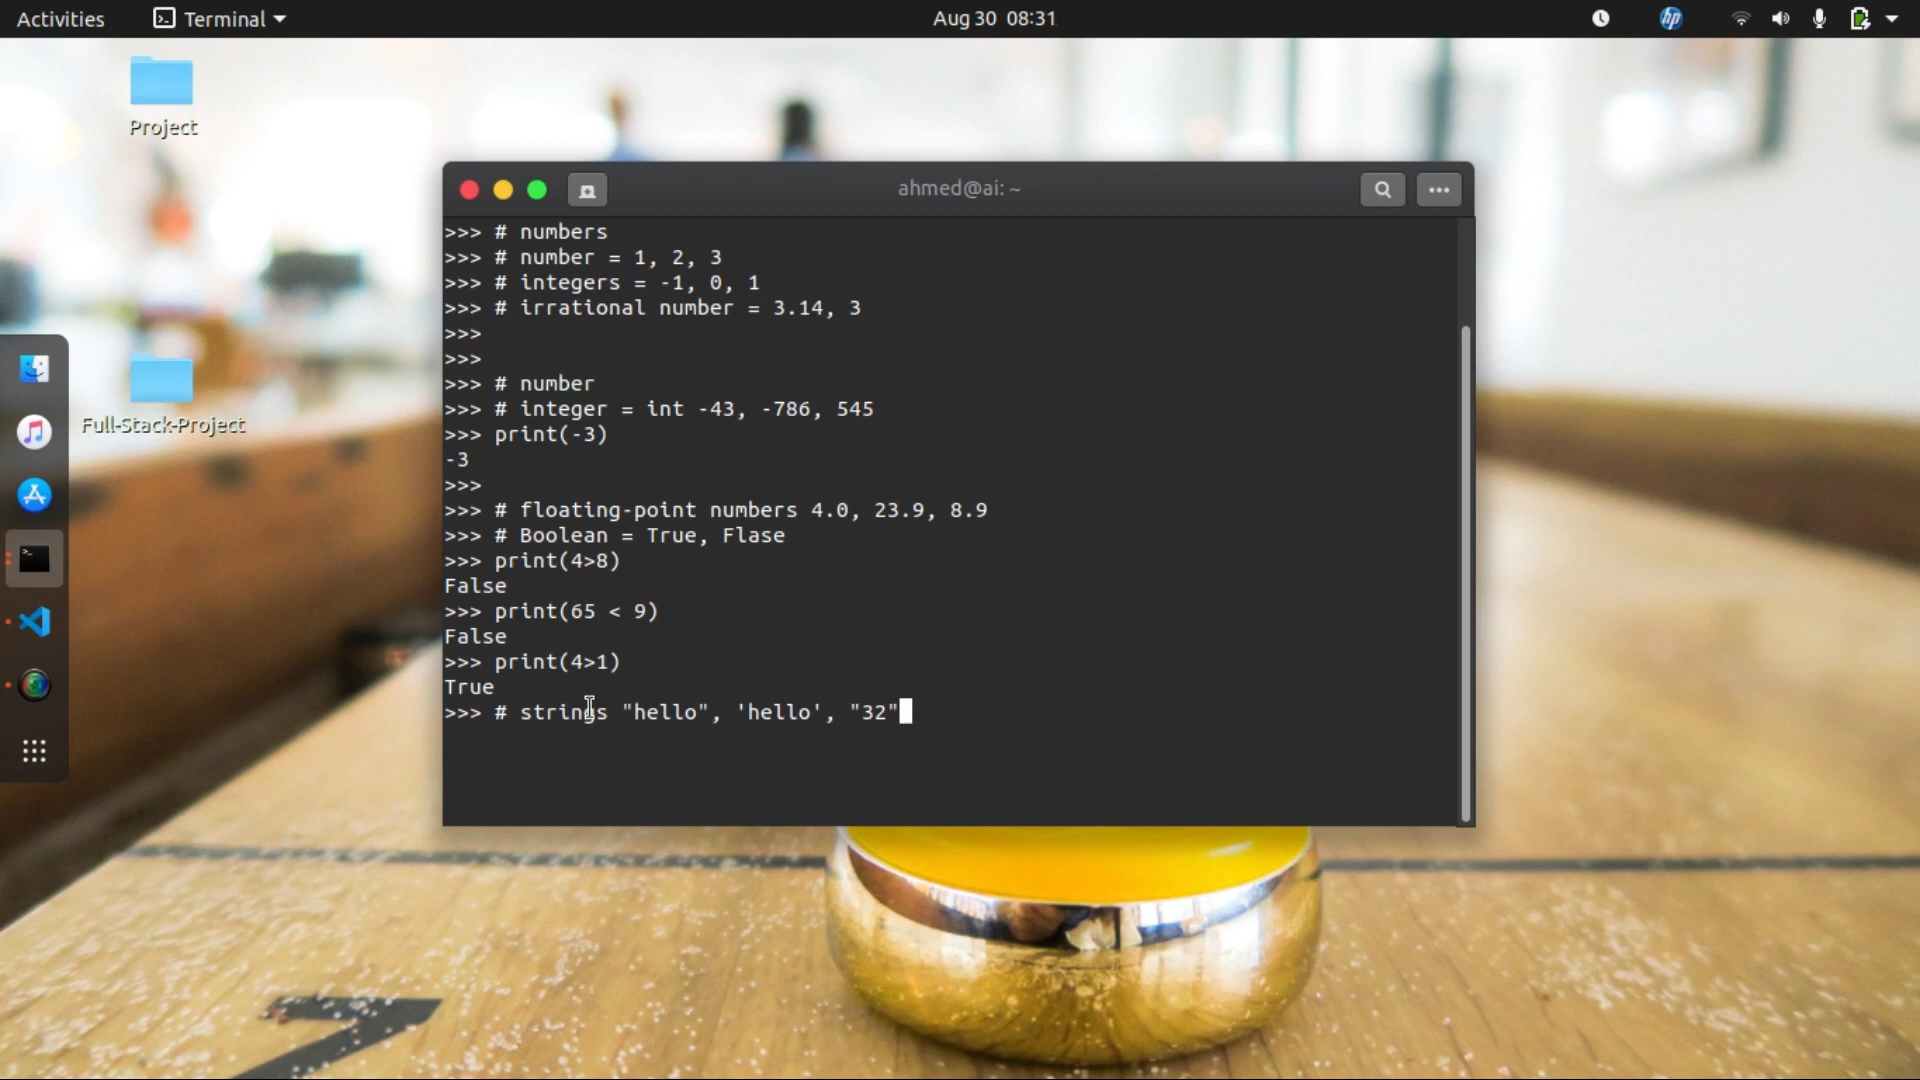 Activities
Terminal
Aug 30 08:31
hp
Project
Full-Stack-Project
ahmed@ai: ~
>>> # numbers
>>> # number = 1, 2, 3
>>> # integers = -1, 0, 1
>>> # irrational number = 3.14, 3
>>>
>>>
>>> # number
>>> # integer = int -43, -786, 545
>>> print(-3)
-3
>>>
>>> # floating-point numbers 4.0, 23.9, 8.9
>>> # Boolean = True, Flase
>>> print(4>8)
False
>>> print(65 < 9)
False
>>> print(4>1)
True
>>> # strings "hello", 'hello', "32"